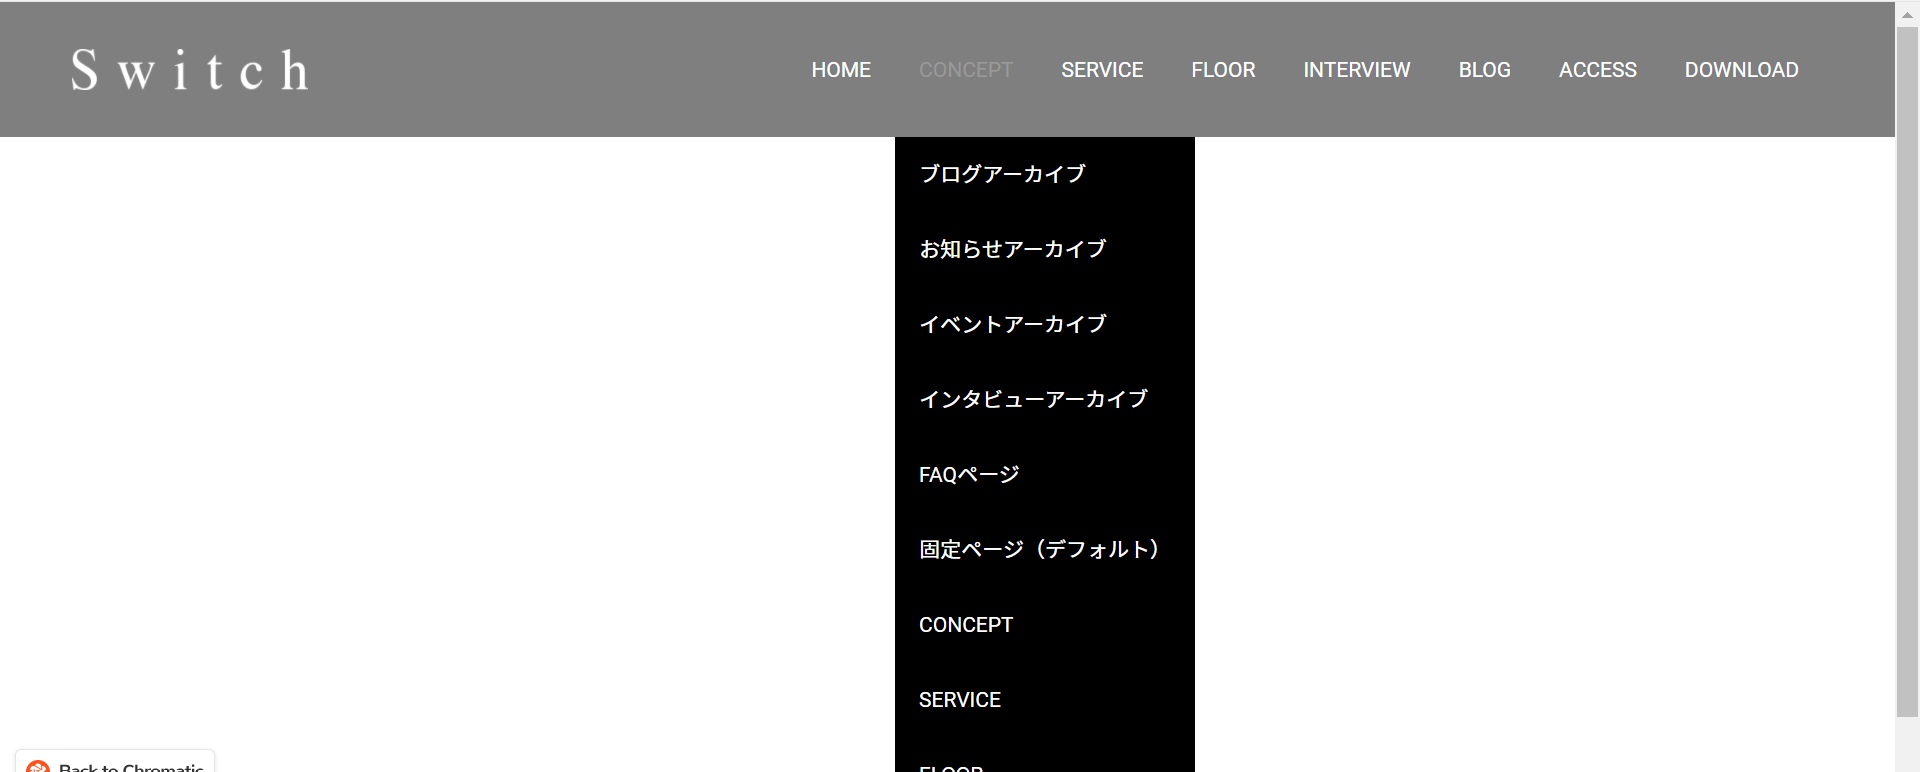 Switch
HOME CONCEPT SERVICE FLOOR INTERVIEW BLOG ACCESS DOWNLOAD
ブログアーカイブ
お知らせアーカイブ
イベントアーカイブ
インタビューアーカイブ
FAQページ
固定ページ（デフォルト）
CONCEPT
SERVICE
FLOOR
Back to Chromatic